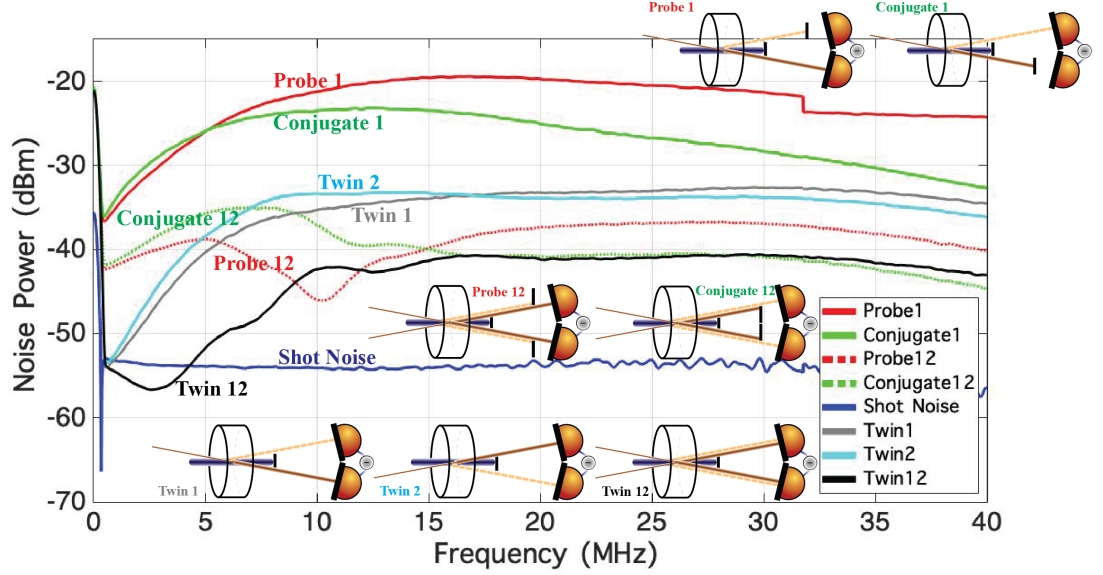 Probe 1
Conjugate 1
-20
Probe 1
Conjugate 1
-30
Twin 2
Twin 1
Conjugate 12
-40
Probe 12
Probe 12
Conjugate 12
-50
Shot Noise
Twin 12
-60
Twin 1
Twin 2
Twin 12
-70
Probe1
Conjugate1
Probe12
Conjugate12
Shot Noise
Twin1
Twin2
Twin12
0 5 10 15 20 25 30 35 40
Frequency (MHz)
Noise Power (dBm)